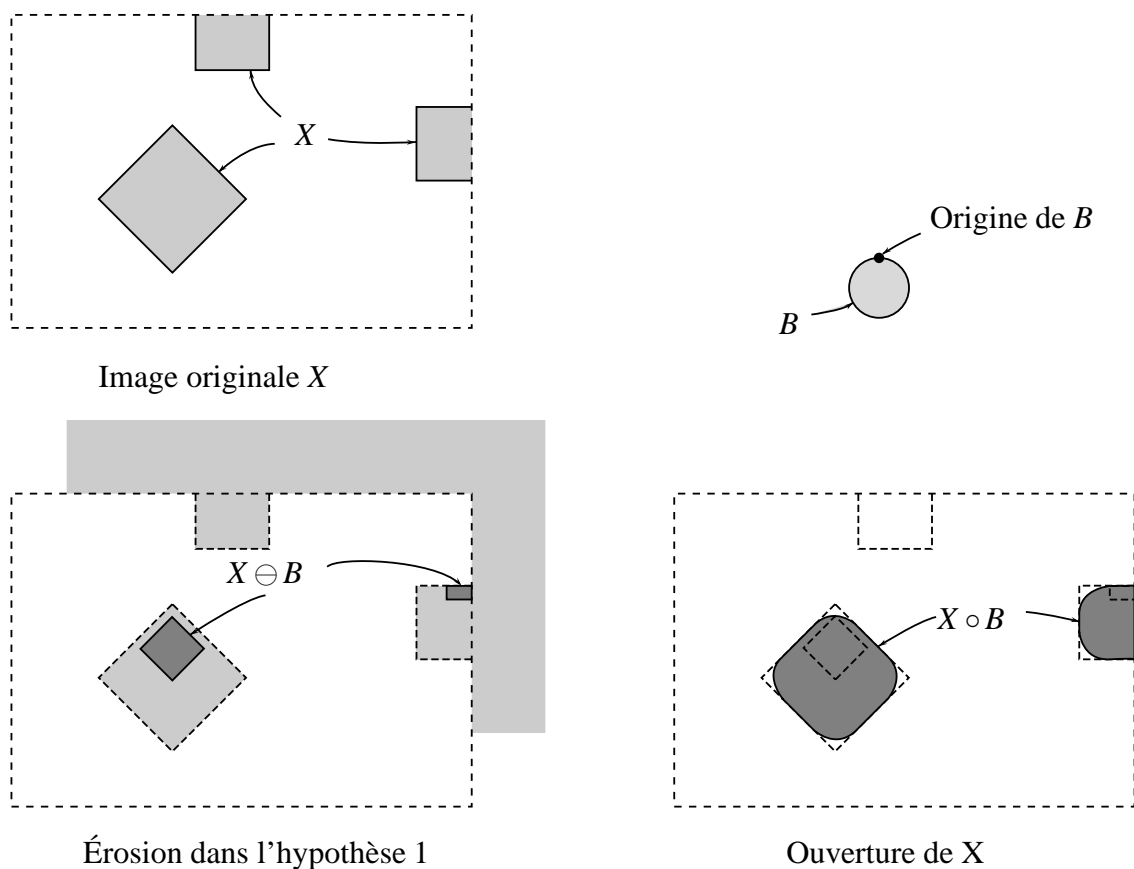 X
Origine de B
B
Image originale X
X ⊖ B
X ∘ B
Érosion dans l'hypothèse 1
Ouverture de X